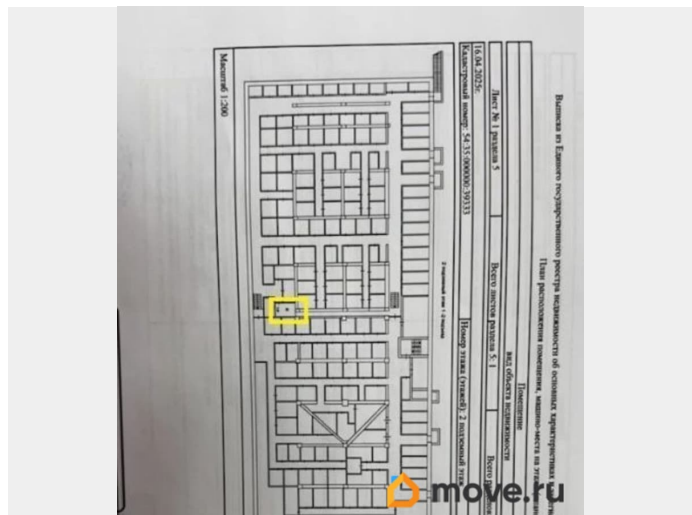 Выписка из Единого государственного реестра недвижимости об основных характеристиках
План расположения помещения, машино-места на этаже
Помещение
вид объекта недвижимости
Лист № 1 раздела 5
Всего листов раздела 5: 1
Всего
16.04.2025г.
Кадастровый номер: 54:35:000000:39333
Номер этажа (этажей): 2 подземный этаж
Масштаб 1:200
move.ru